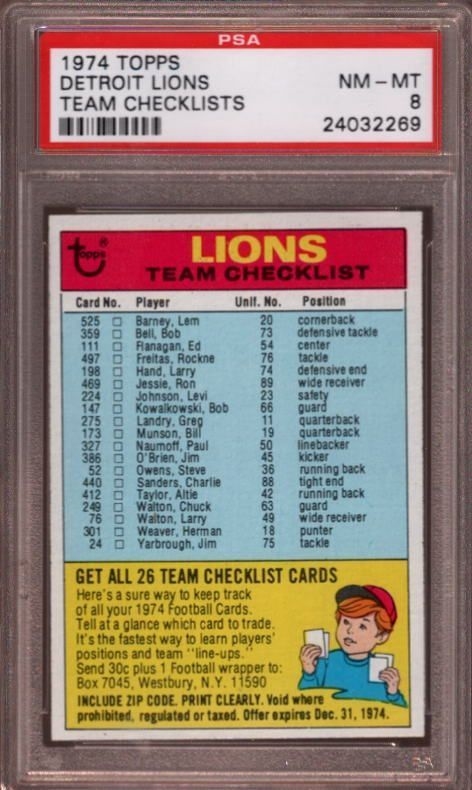 PSA
1974 TOPPS
DETROIT LIONS NM-MT
TEAM CHECKLISTS 8
24032269
Topps®
LIONS
TEAM CHECKLIST
Card No. Player Unif. No. Position
525 □ Barney, Lem 20 cornerback
359 □ Bell, Bob 73 defensive tackle
111 □ Flanagan, Ed 54 center
497 □ Freitas, Rockne 76 tackle
198 □ Hand, Larry 74 defensive end
469 □ Jessie, Ron 89 wide receiver
224 □ Johnson, Levi 23 safety
147 □ Kowalkowski, Bob 66 guard
275 □ Landry, Greg 11 quarterback
173 □ Munson, Bill 19 quarterback
327 □ Naumoff, Paul 50 linebacker
386 □ O'Brien, Jim 45 kicker
52 □ Owens, Steve 36 running back
440 □ Sanders, Charlie 88 tight end
412 □ Taylor, Altie 42 running back
249 □ Walton, Chuck 63 guard
76 □ Walton, Larry 49 wide receiver
301 □ Weaver, Herman 18 punter
24 □ Yarbrough, Jim 75 tackle
GET ALL 26 TEAM CHECKLIST CARDS
Here's a sure way to keep track
of all your 1974 Football Cards.
Tell at a glance which card to trade.
It's the fastest way to learn players'
positions and team "line-ups."
Send 30c plus 1 Football wrapper to:
Box 7045, Westbury, N.Y. 11590
INCLUDE ZIP CODE. PRINT CLEARLY. Void where
prohibited, regulated or taxed. Offer expires Dec. 31, 1974.